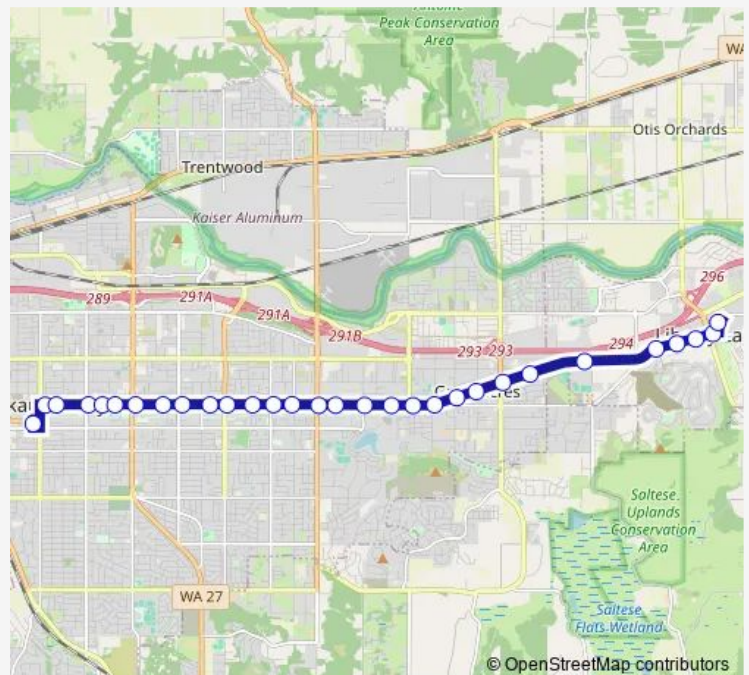 Peak Conservation
Area
WA
Otis Orchards
Trentwood
Kaiser Aluminum
296
289
291A
291A
291B
294
293
293
Saltese
Uplands
Conservation
Area
WA 27
Saltese
Flats Wetland
© OpenStreetMap contributors